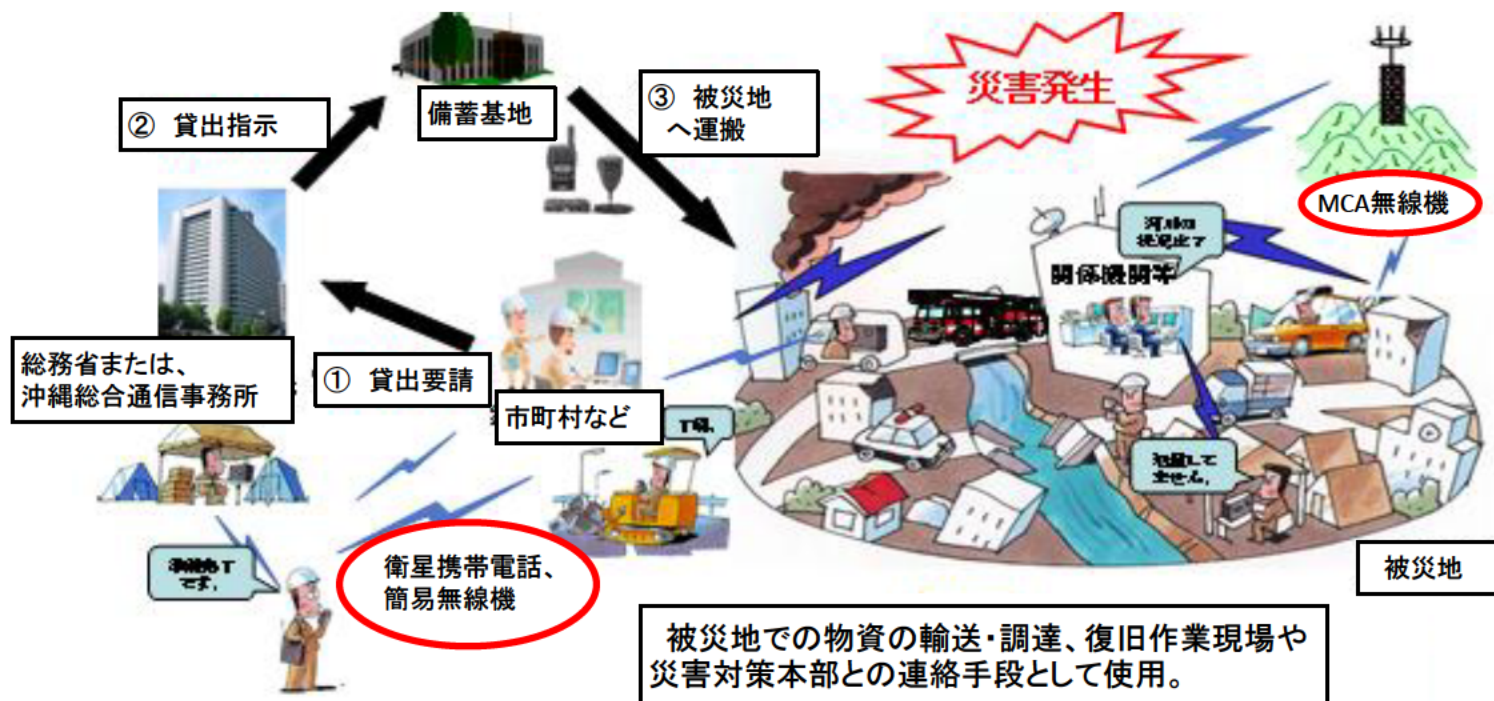 災害発生
② 貸出指示
備蓄基地
③ 被災地
へ運搬
MCA無線機
関係機関等
総務省または、
沖縄総合通信事務所
① 貸出要請
市町村など
衛星携帯電話、
簡易無線機
被災地
被災地での物資の輸送・調達、復旧作業現場や
災害対策本部との連絡手段として使用。
です。